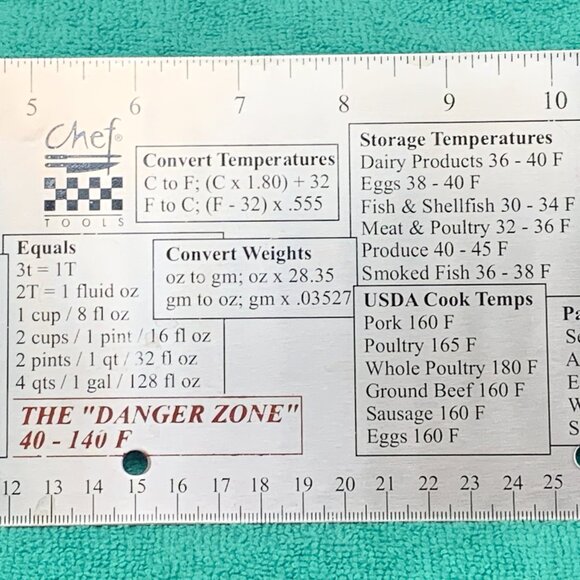 5 6 7 8 9 10
Chef
TOOLS
Convert Temperatures
C to F; (C x 1.80) + 32
F to C; (F - 32) x .555
Storage Temperatures
Dairy Products 36 - 40 F
Eggs 38 - 40 F
Fish & Shellfish 30 - 34 F
Meat & Poultry 32 - 36 F
Produce 40 - 45 F
Smoked Fish 36 - 38 F
Equals
3t = 1T
2T = 1 fluid oz
1 cup / 8 fl oz
2 cups / 1 pint / 16 fl oz
2 pints / 1 qt / 32 fl oz
4 qts / 1 gal / 128 fl oz
Convert Weights
oz to gm; oz x 28.35
gm to oz; gm x .03527
USDA Cook Temps
Pork 160 F
Poultry 165 F
Whole Poultry 180 F
Ground Beef 160 F
Sausage 160 F
Eggs 160 F
THE "DANGER ZONE"
40 - 140 F
12 13 14 15 16 17 18 19 20 21 22 23 24 25